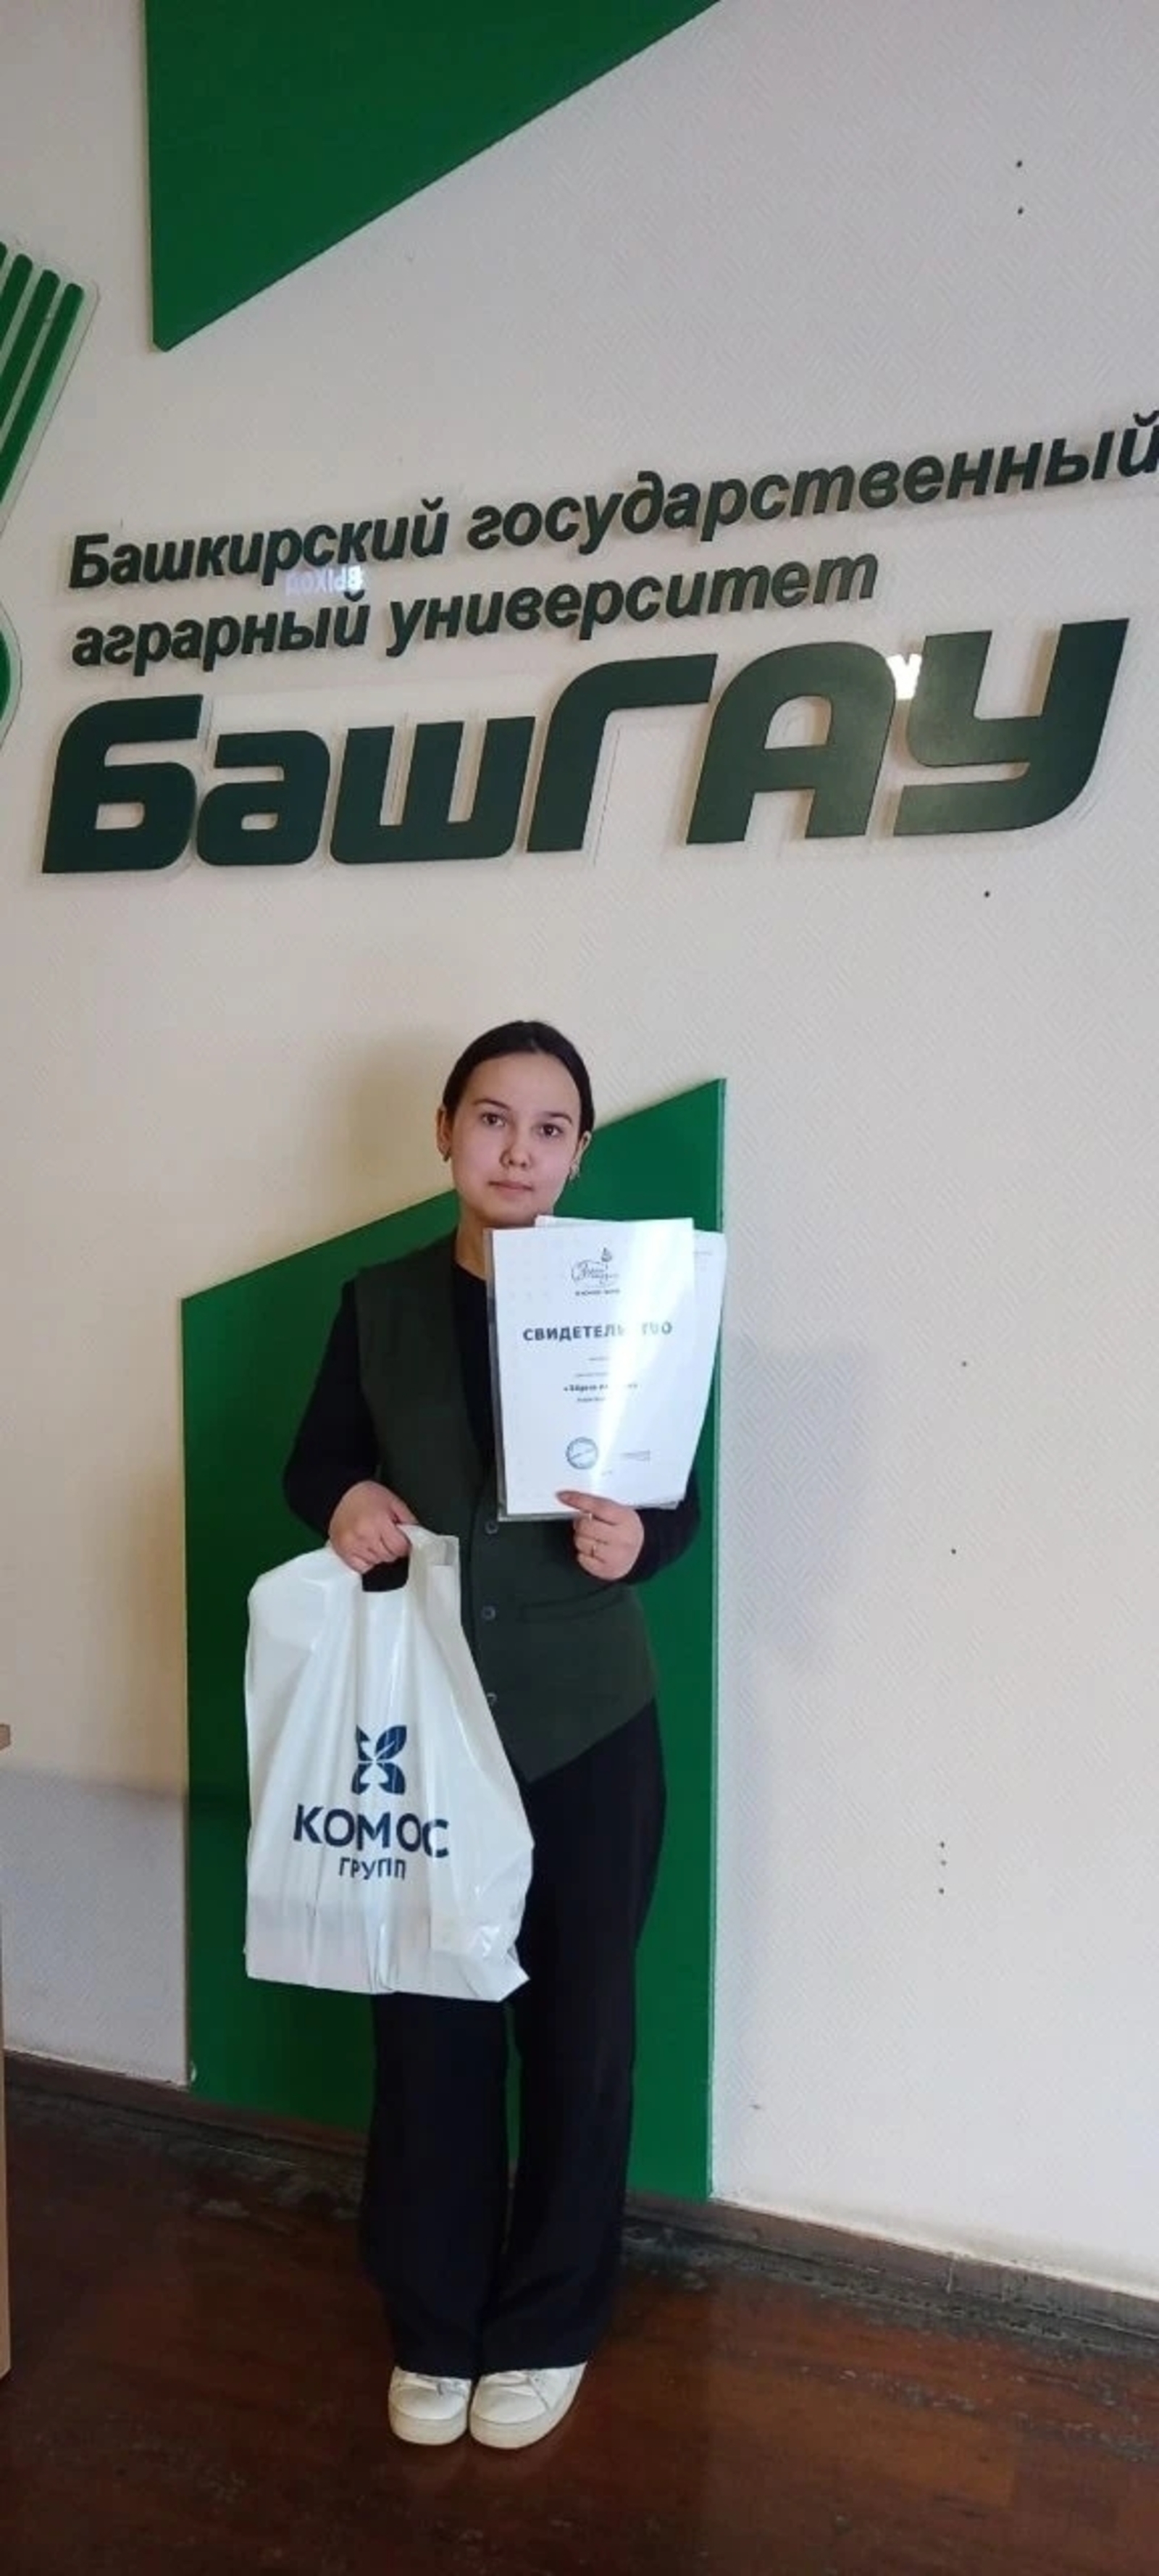 Башкирский государственный
аграрный университет
БашГАУ
СВИДЕТЕЛЬСТВО
КОМОС
ГРУПП